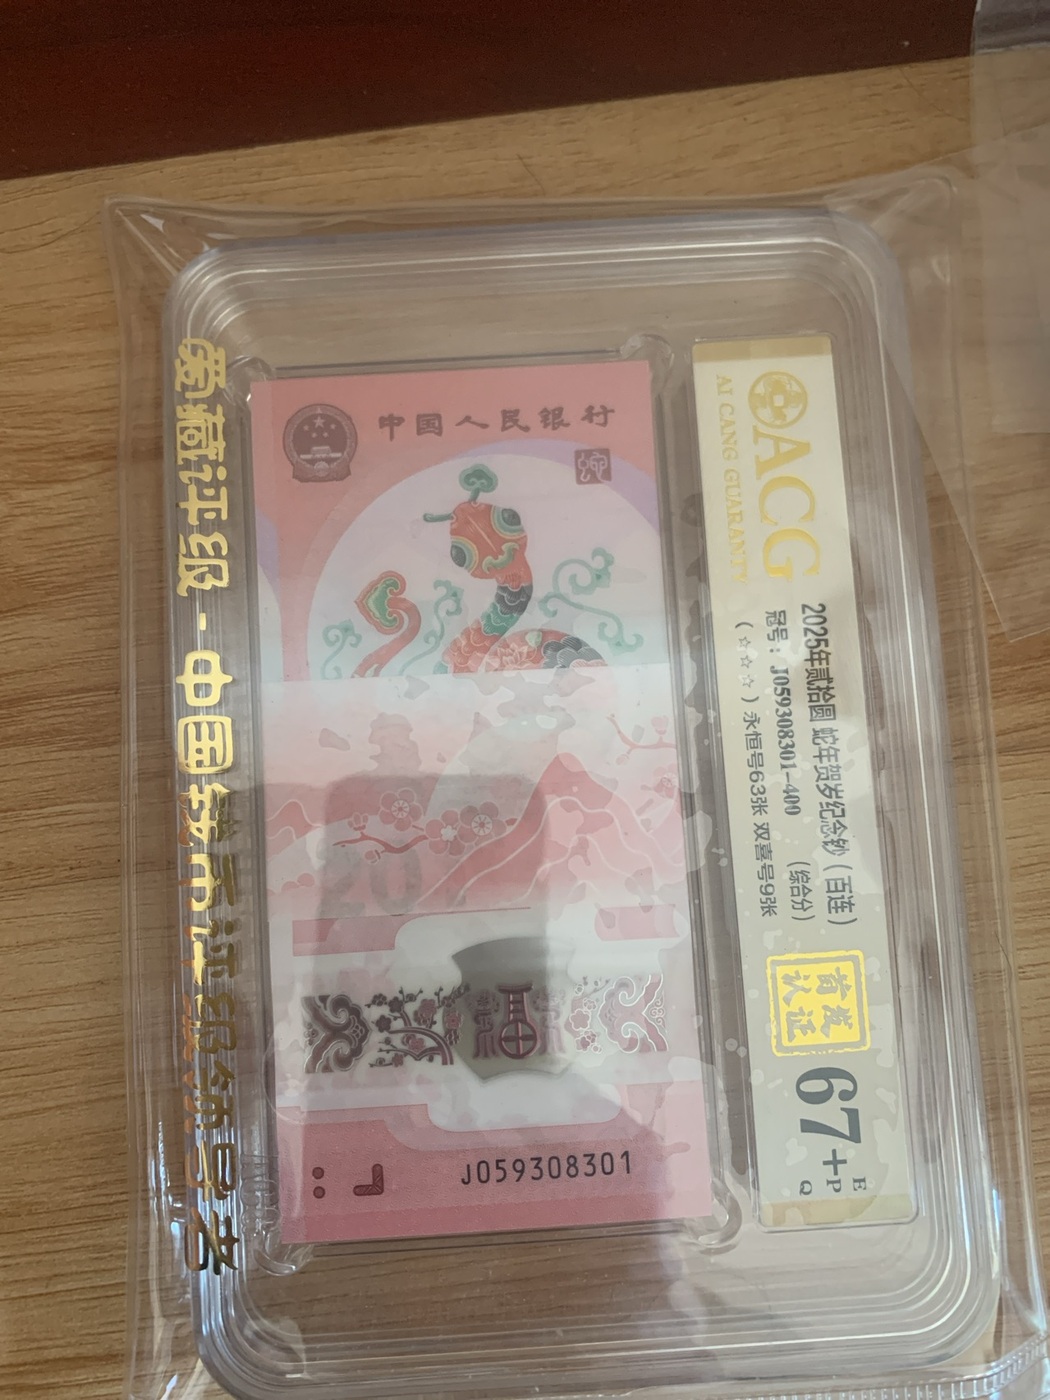 爱藏评级 - 中国钱币评级领导者
中国人民银行
20
J059308301
ACG
AI CANG GUARANTY
2025年贰拾圆 蛇年贺岁纪念钞（百连）
冠号：J059308301-400 （综合分）
（☆☆☆）永恒号63张 双喜号9张
首发
认证
67+
E
P
Q